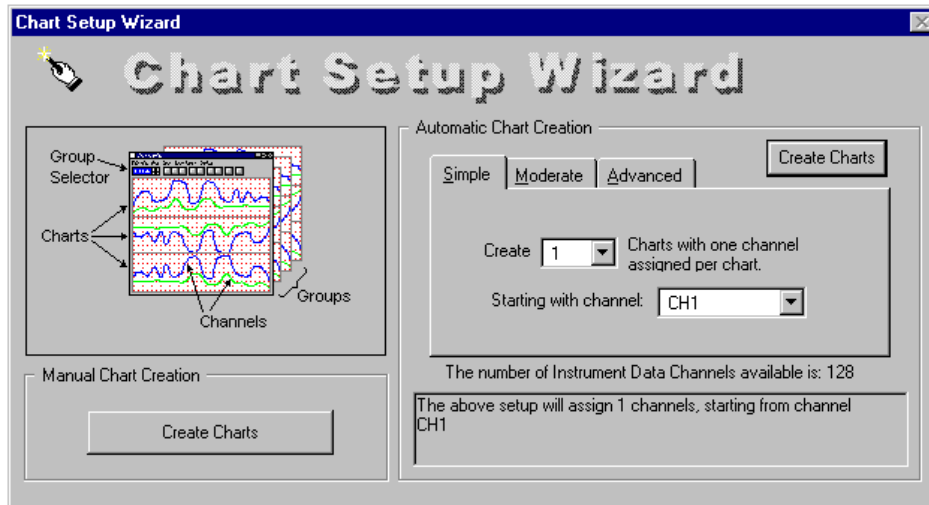 Chart Setup Wizard
Chart Setup Wizard
Group
Selector
Charts
Channels
Groups
Manual Chart Creation
Create Charts
Automatic Chart Creation
Create Charts
Simple
Moderate
Advanced
Create
1
Charts with one channel
assigned per chart.
Starting with channel:
CH1
The number of Instrument Data Channels available is: 128
The above setup will assign 1 channels, starting from channel
CH1